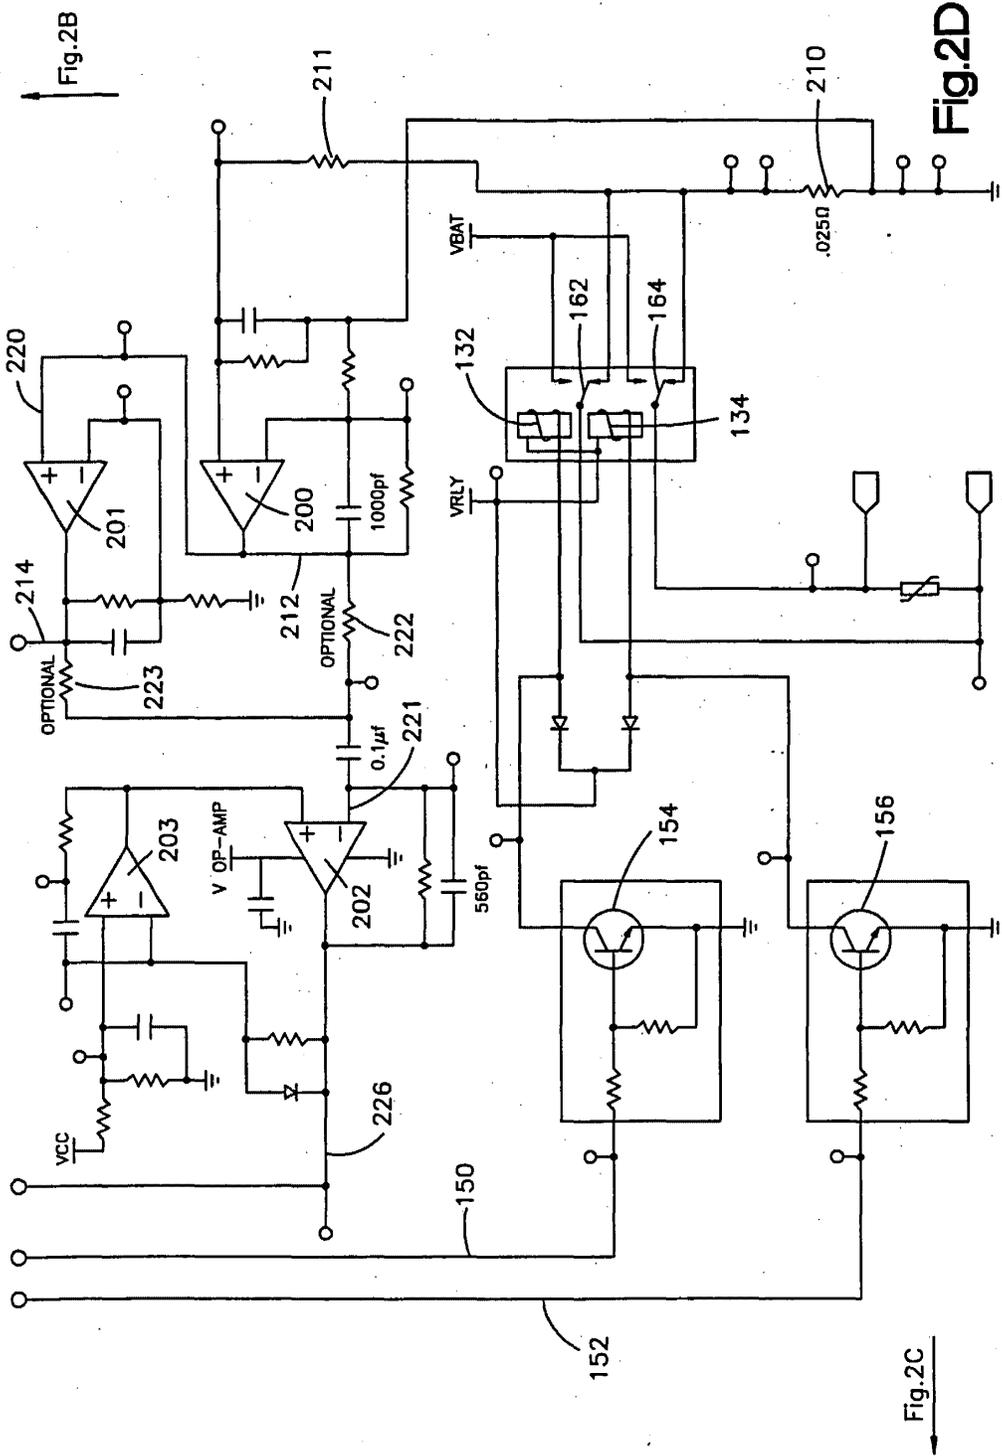 Fig.2B
211
210
Fig.2D
.025Ω
220
VBAT
162
164
132
134
201
200
1000pf
VRLY
214
212
OPTIONAL
222
OPTIONAL
223
0.1µf
221
203
V OP-AMP
202
560pf
154
156
VCC
226
150
152
Fig.2C
+
−
+
−
+
−
+
−